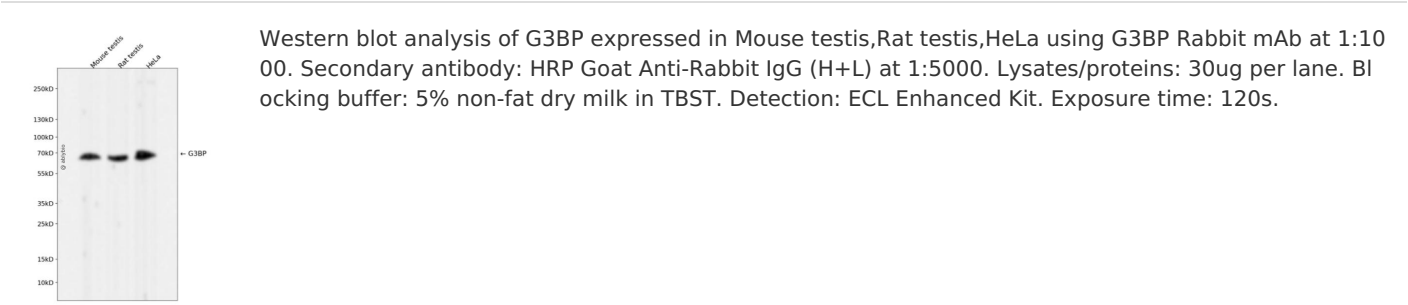 Western blot analysis of G3BP expressed in Mouse testis,Rat testis,HeLa using G3BP Rabbit mAb at 1:10
00. Secondary antibody: HRP Goat Anti-Rabbit IgG (H+L) at 1:5000. Lysates/proteins: 30ug per lane. Bl
ocking buffer: 5% non-fat dry milk in TBST. Detection: ECL Enhanced Kit. Exposure time: 120s.
Mouse testis
Rat testis
HeLa
250kD
130kD
100kD
70kD
← G3BP
55kD
35kD
25kD
15kD
10kD